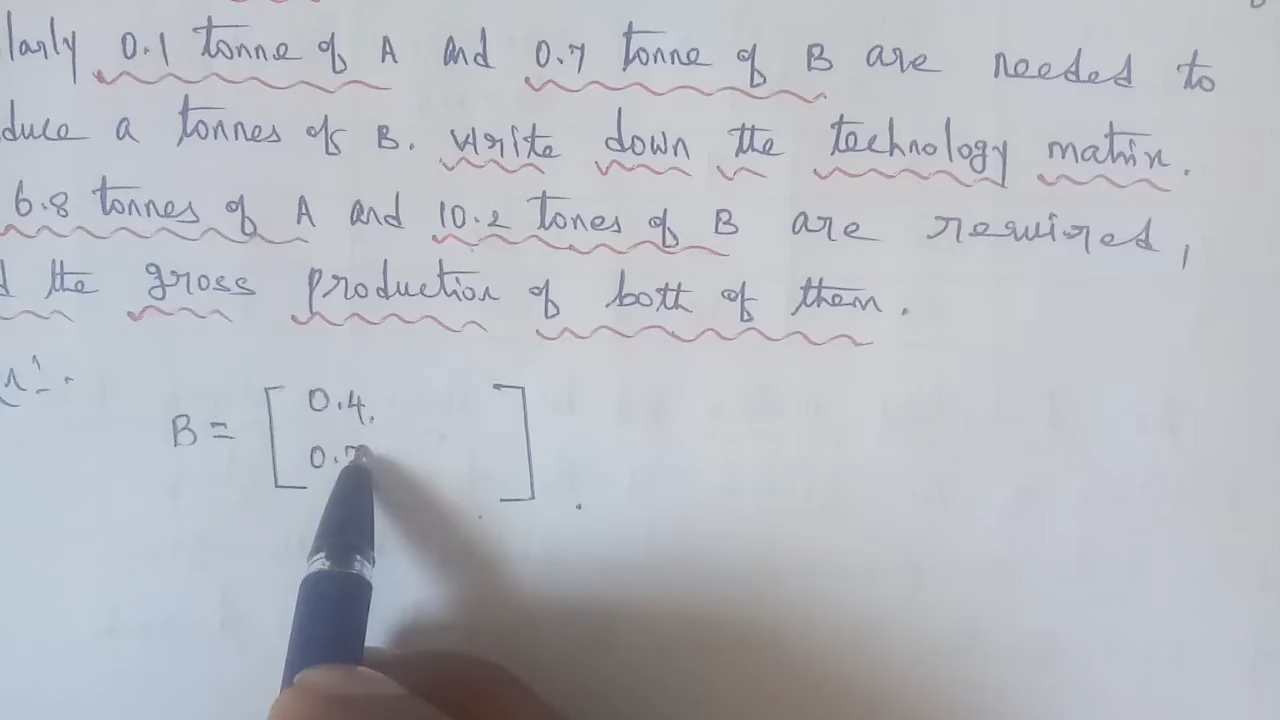 larly 0.1 tonne of A and 0.7 tonne of B are needed to
duce a tonnes of B. Write down the technology matrix.
6.8 tonnes of A and 10.2 tones of B are required,
the gross production of both of them.
B = [ 0.4, ]